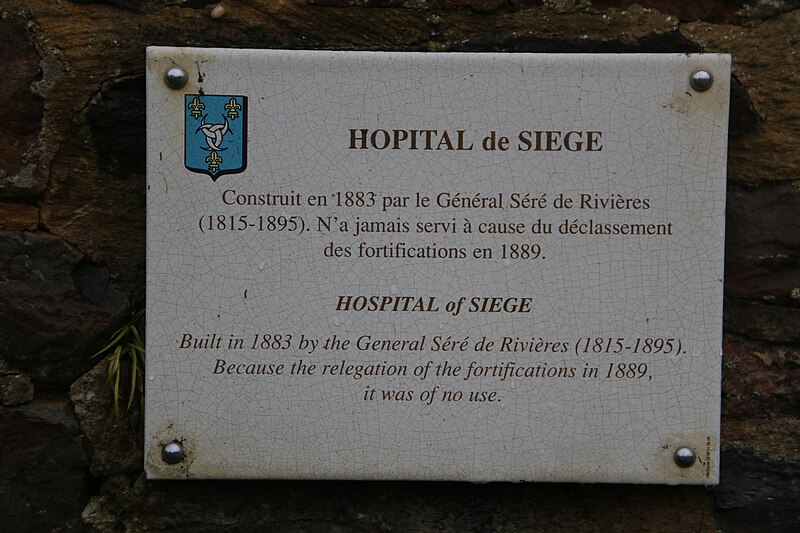 HOPITAL de SIEGE
Construit en 1883 par le Général Séré de Rivières
(1815-1895). N'a jamais servi à cause du déclassement
des fortifications en 1889.
HOSPITAL of SIEGE
Built in 1883 by the General Séré de Rivières (1815-1895).
Because the relegation of the fortifications in 1889,
it was of no use.